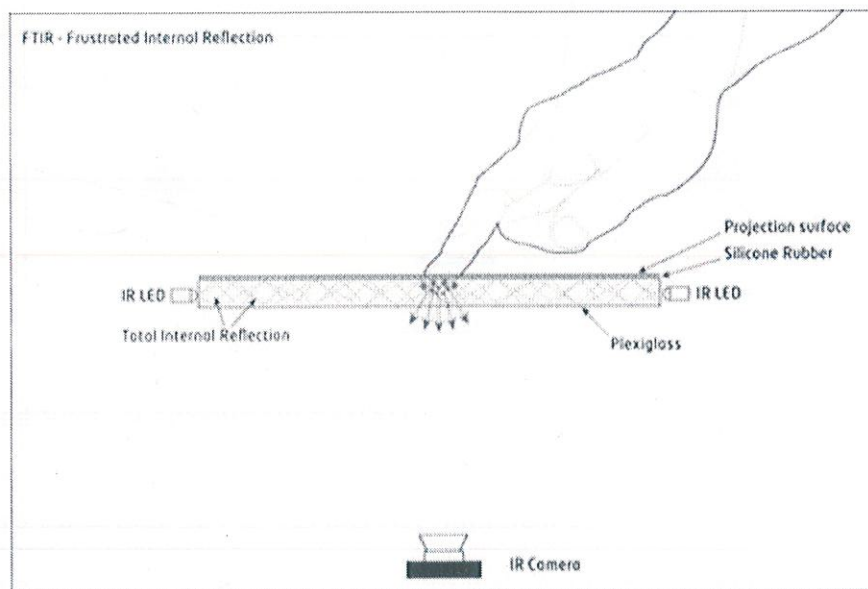 FTIR - Frustrated Internal Reflection
Projection surface
Silicone Rubber
IR LED
IR LED
Total Internal Reflection
Plexiglass
IR Camera